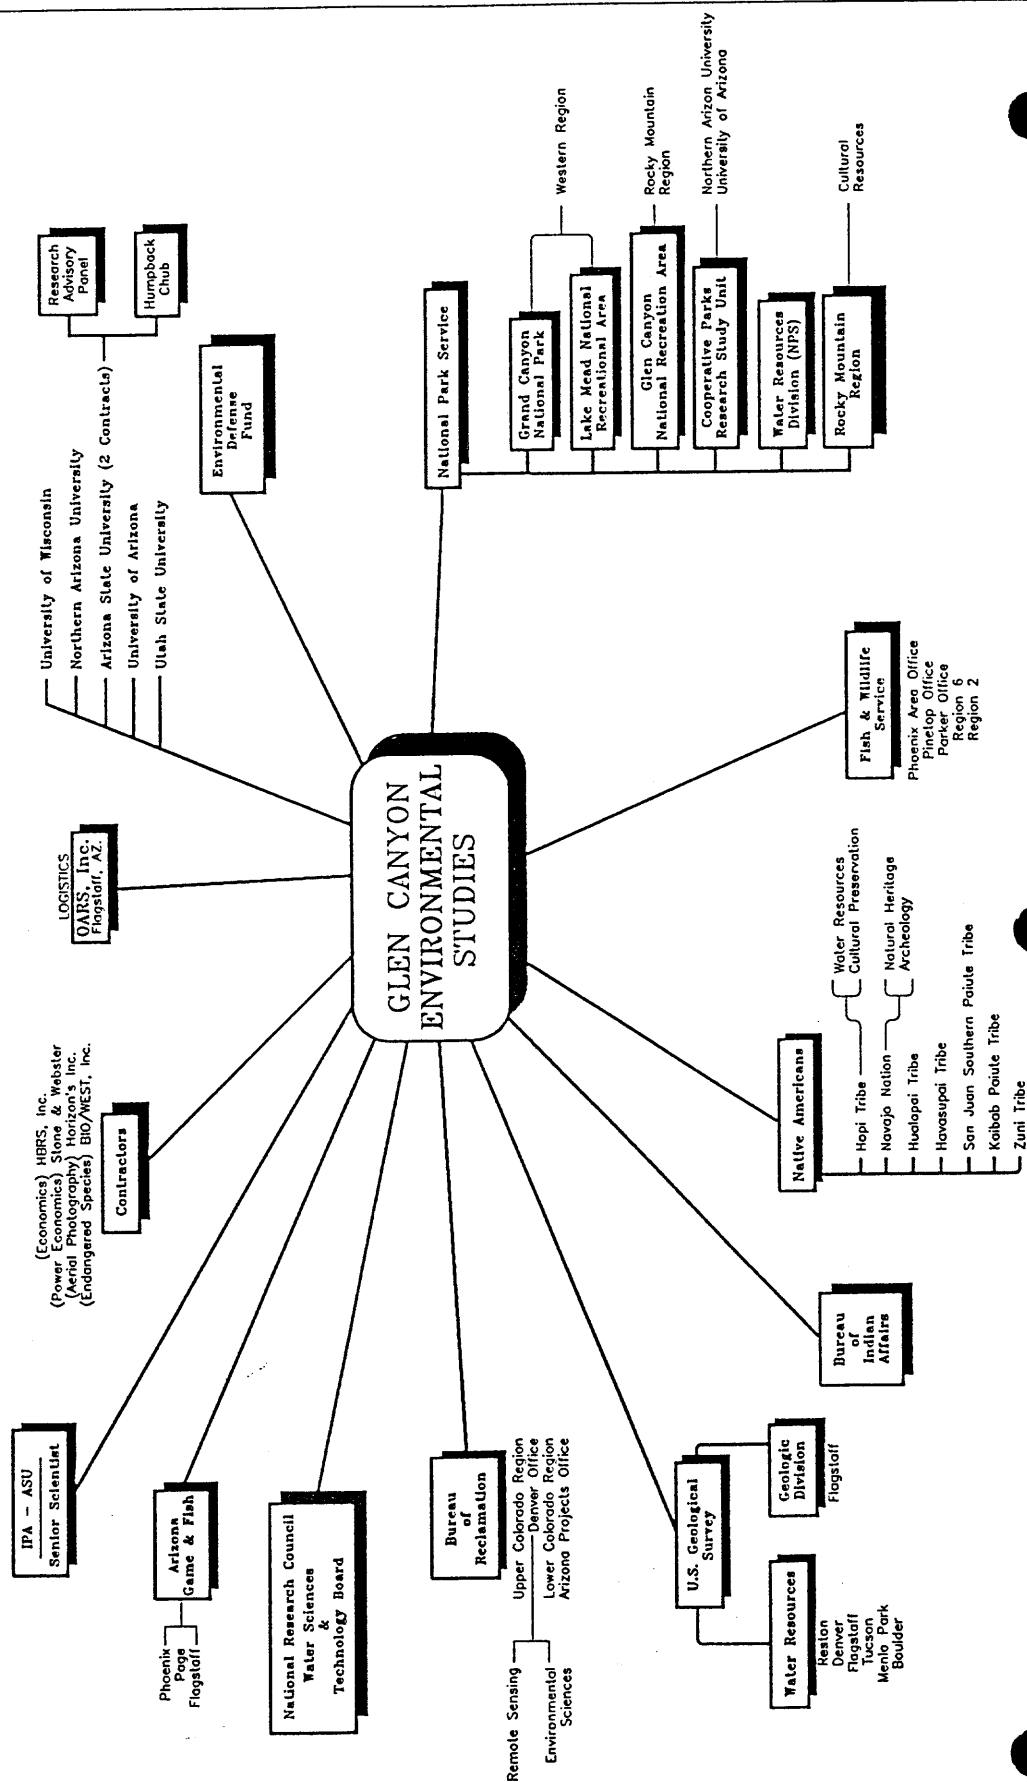 IPA – ASU
Senior Scientist
(Economics) HBRS, Inc.
(Power Economics) Stone & Webster
(Aerial Photography) Horizon's Inc.
(Endangered Species) BIO/WEST, Inc.
Contractors
LOGISTICS
OARS, Inc.
Flagstaff, AZ.
University of Wisconsin
Northern Arizona University
Arizona State University (2 Contracts)
University of Arizona
Utah State University
Research
Advisory
Panel
Humpback
Chub
Environmental
Defense
Fund
Arizona
Game & Fish
Phoenix
Page
Flagstaff
National Research Council
Water Sciences
&
Technology Board
GLEN CANYON
ENVIRONMENTAL
STUDIES
National Park Service
Grand Canyon
National Park
Lake Mead National
Recreational Area
Western Region
Glen Canyon
National Recreation Area
Rocky Mountain
Region
Cooperative Parks
Research Study Unit
Northern Arizon University
University of Arizona
Water Resources
Division (NPS)
Rocky Mountain
Region
Cultural
Resources
Bureau
of
Reclamation
Upper Colorado Region
Denver Office
Lower Colorado Region
Arizona Projects Office
Remote Sensing
Environmental
Sciences
U.S. Geological
Survey
Water Resources
Reston
Denver
Flagstaff
Tucson
Menlo Park
Boulder
Geologic
Division
Flagstaff
Bureau
of
Indian
Affairs
Native Americans
Hopi Tribe
Water Resources
Cultural Preservation
Navajo Nation
Natural Heritage
Archeology
Hualapai Tribe
Havasupai Tribe
San Juan Southern Paiute Tribe
Kaibab Paiute Tribe
Zuni Tribe
Fish & Wildlife
Service
Phoenix Area Office
Pinetop Office
Parker Office
Region 6
Region 2